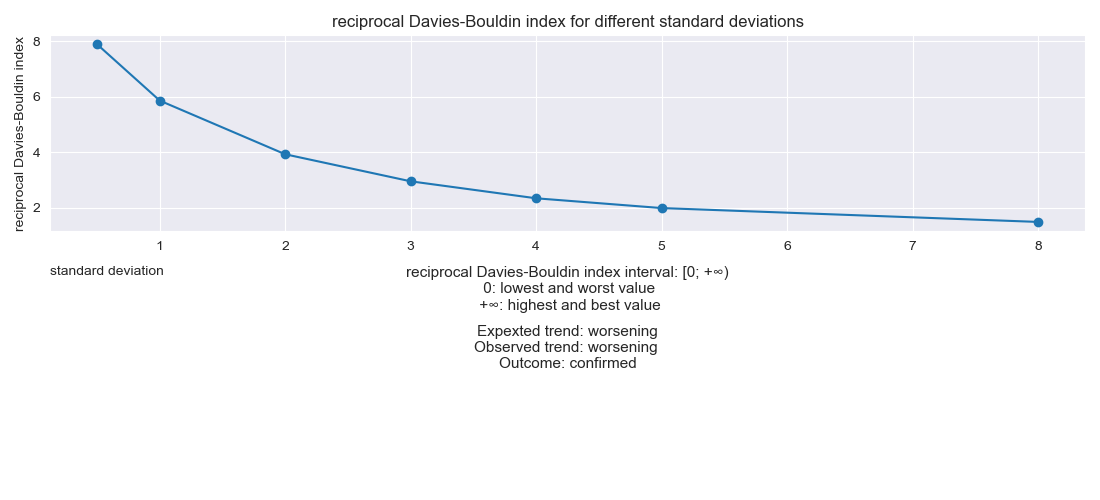 reciprocal Davies-Bouldin index for different standard deviations
reciprocal Davies-Bouldin index
8
6
4
2
1 2 3 4 5 6 7 8
standard deviation
reciprocal Davies-Bouldin index interval: [0; +∞)
0: lowest and worst value
+∞: highest and best value
Expexted trend: worsening
Observed trend: worsening
Outcome: confirmed